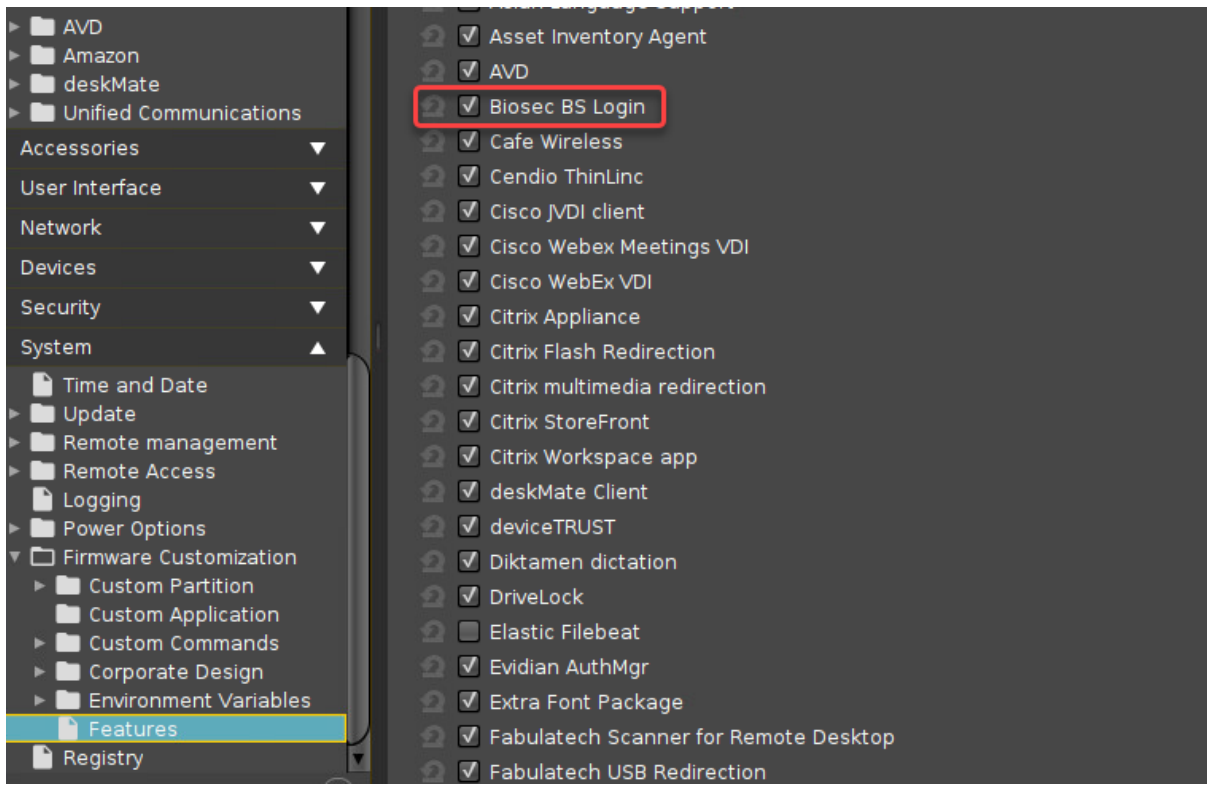 AVD
Amazon
deskMate
Unified Communications
Accessories
User Interface
Network
Devices
Security
System
Time and Date
Update
Remote management
Remote Access
Logging
Power Options
Firmware Customization
Custom Partition
Custom Application
Custom Commands
Corporate Design
Environment Variables
Features
Registry
Asian Language Support
Asset Inventory Agent
AVD
Biosec BS Login
Cafe Wireless
Cendio ThinLinc
Cisco JVDI client
Cisco Webex Meetings VDI
Cisco WebEx VDI
Citrix Appliance
Citrix Flash Redirection
Citrix multimedia redirection
Citrix StoreFront
Citrix Workspace app
deskMate Client
deviceTRUST
Diktamen dictation
DriveLock
Elastic Filebeat
Evidian AuthMgr
Extra Font Package
Fabulatech Scanner for Remote Desktop
Fabulatech USB Redirection